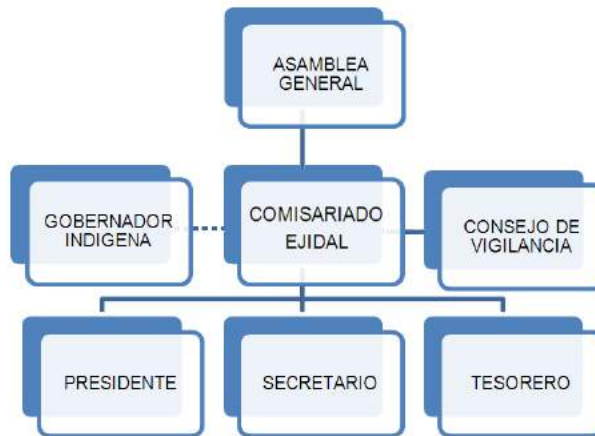 ASAMBLEA
GENERAL
GOBERNADOR
INDIGENA
COMISARIADO
EJIDAL
CONSEJO DE
VIGILANCIA
PRESIDENTE
SECRETARIO
TESORERO